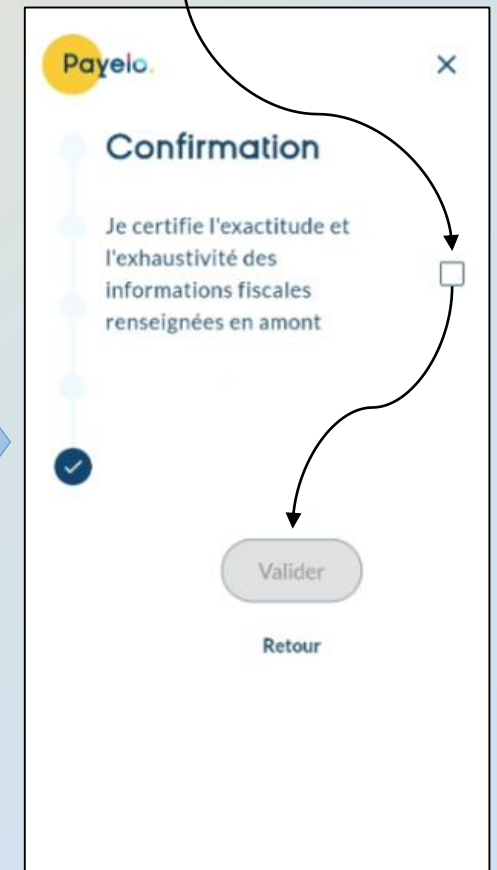 Payelo.
Confirmation
Je certifie l'exactitude et
l'exhaustivité des
informations fiscales
renseignées en amont
Valider
Retour